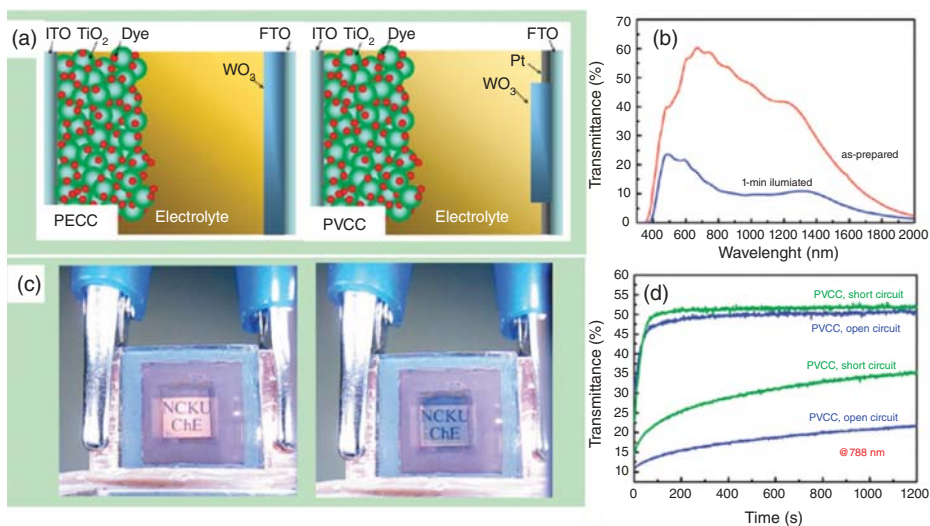 (a)
ITO TiO2 Dye
FTO
WO3
PECC
Electrolyte
ITO TiO2 Dye
FTO
Pt
WO3
PVCC
Electrolyte
(b)
Transmittance (%)
70
60
50
40
30
20
10
0
as-prepared
1-min ilumiated
400 600 800 1000 1200 1400 1600 1800 2000
Wavelenght (nm)
(c)
NCKU
ChE
NCKU
ChE
(d)
Transmittance (%)
60
55
50
45
40
35
30
25
20
15
10
PVCC, short circuit
PVCC, open circuit
PVCC, short circuit
PVCC, open circuit
@788 nm
0 200 400 600 800 1000 1200
Time (s)